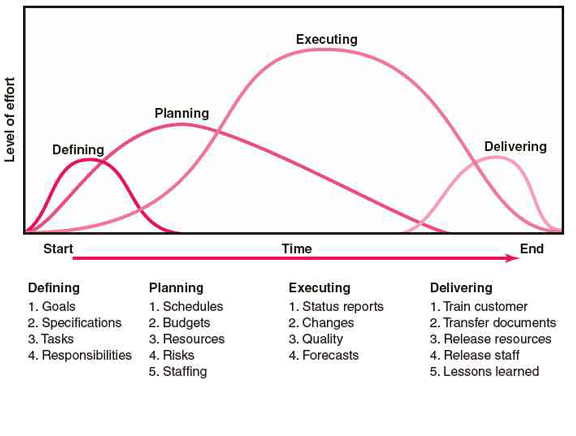 Executing
Planning
Defining
Delivering
Level of effort
Start
Time
End
Defining
1. Goals
2. Specifications
3. Tasks
4. Responsibilities
Planning
1. Schedules
2. Budgets
3. Resources
4. Risks
5. Staffing
Executing
1. Status reports
2. Changes
3. Quality
4. Forecasts
Delivering
1. Train customer
2. Transfer documents
3. Release resources
4. Release staff
5. Lessons learned